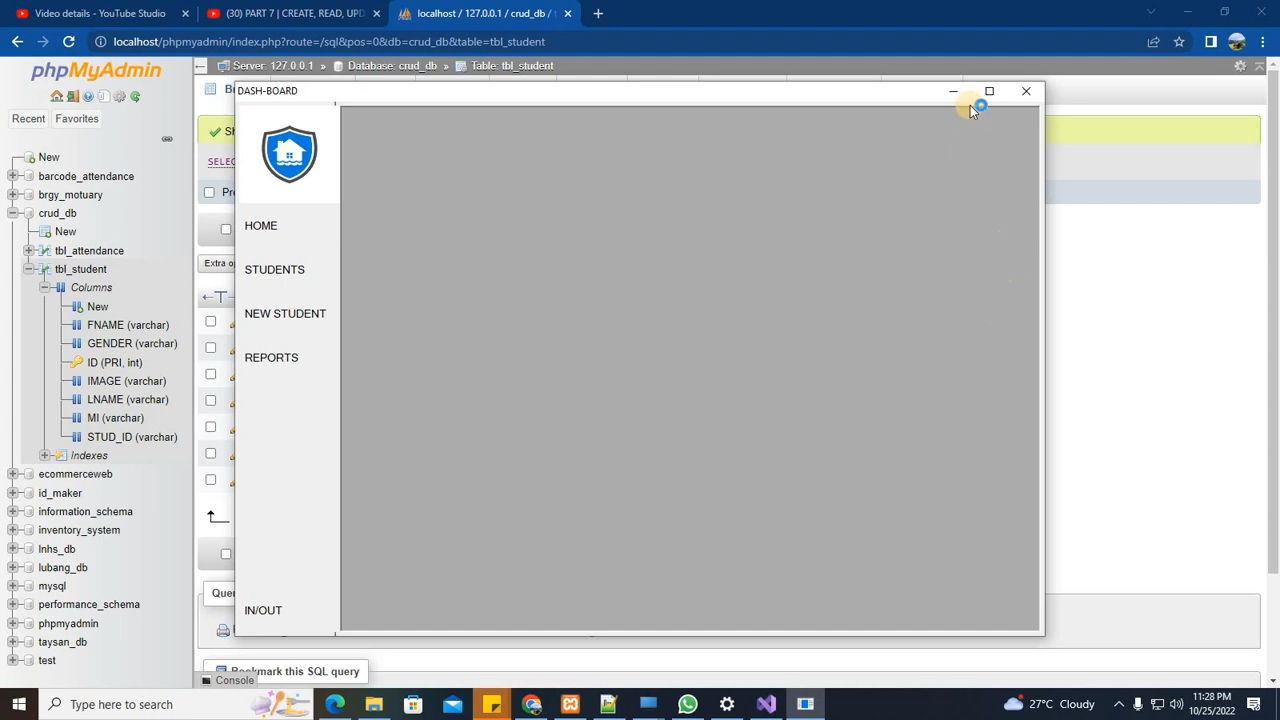 Video details - YouTube Studio
(30) PART 7 | CREATE, READ, UPD
localhost / 127.0.0.1 / crud_db /
localhost/phpmyadmin/index.php?route=/sql&pos=0&db=crud_db&table=tbl_student
phpMyAdmin
Server: 127.0.0.1 » Database: crud_db » Table: tbl_student
DASH-BOARD
Recent
Favorites
SELEC
New
barcode_attendance
brgy_motuary
crud_db
New
tbl_attendance
tbl_student
Columns
New
FNAME (varchar)
GENDER (varchar)
ID (PRI, int)
IMAGE (varchar)
LNAME (varchar)
MI (varchar)
STUD_ID (varchar)
Indexes
ecommerceweb
id_maker
information_schema
inventory_system
lnhs_db
lubang_db
mysql
performance_schema
phpmyadmin
taysan_db
test
Extra op
HOME
STUDENTS
NEW STUDENT
REPORTS
IN/OUT
Quer
Bookmark this SQL query
Console
Type here to search
27°C Cloudy
11:28 PM
10/25/2022